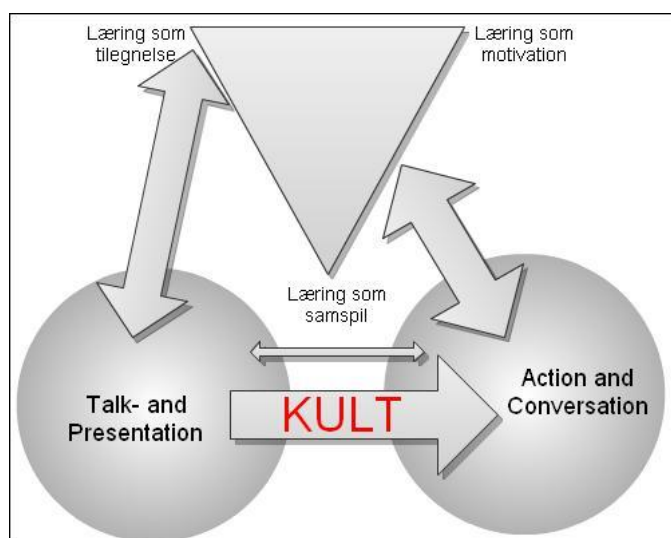 Læring som
tilegnelse
Læring som
motivation
Læring som
samspil
Talk- and
Presentation
KULT
Action and
Conversation